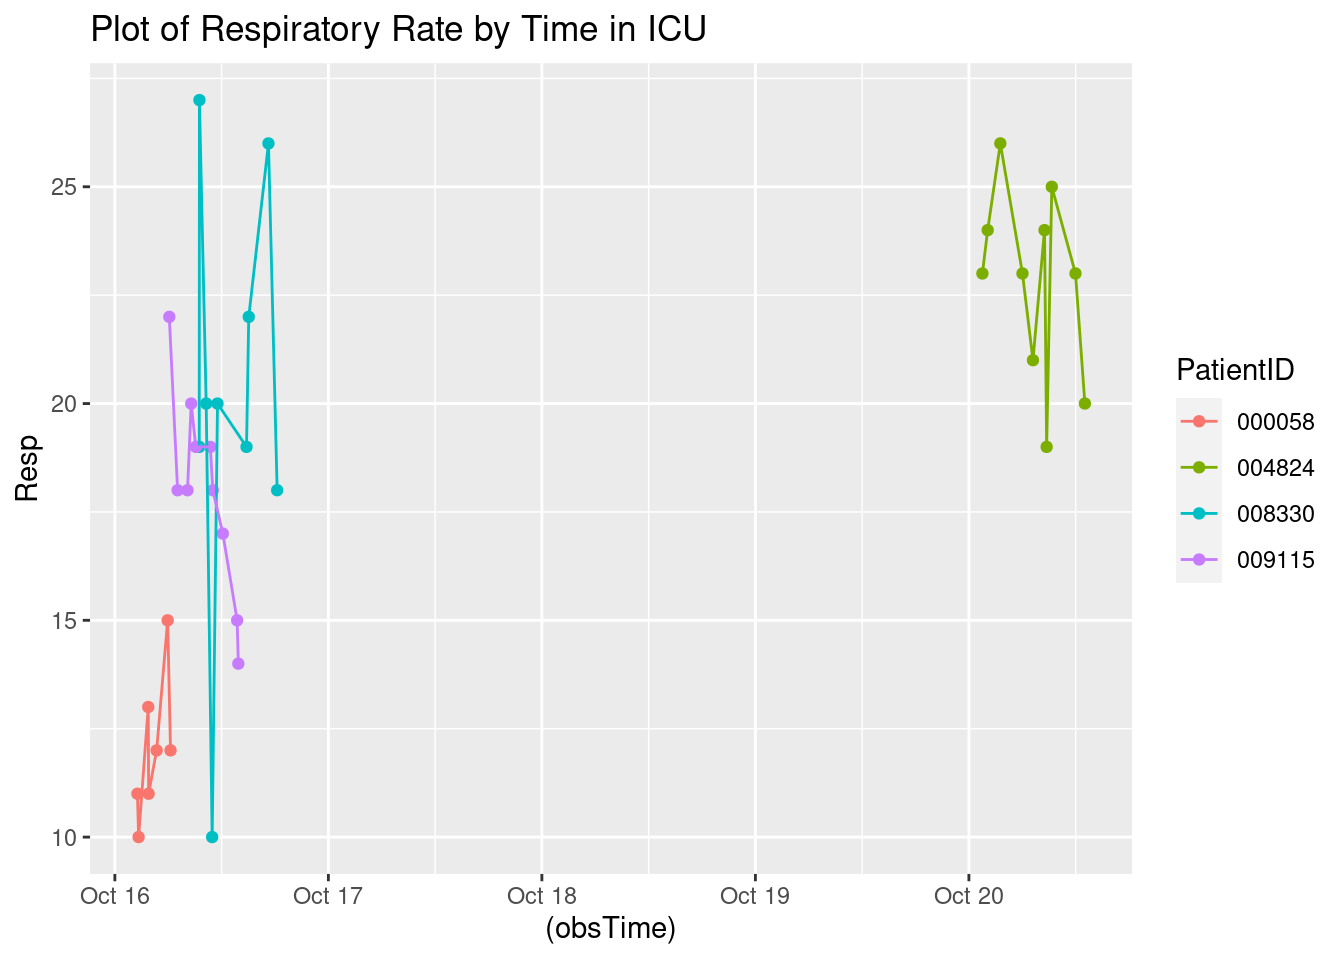 Plot of Respiratory Rate by Time in ICU
Resp
25
20
15
10
Oct 16
Oct 17
Oct 18
Oct 19
Oct 20
(obsTime)
PatientID
000058
004824
008330
009115